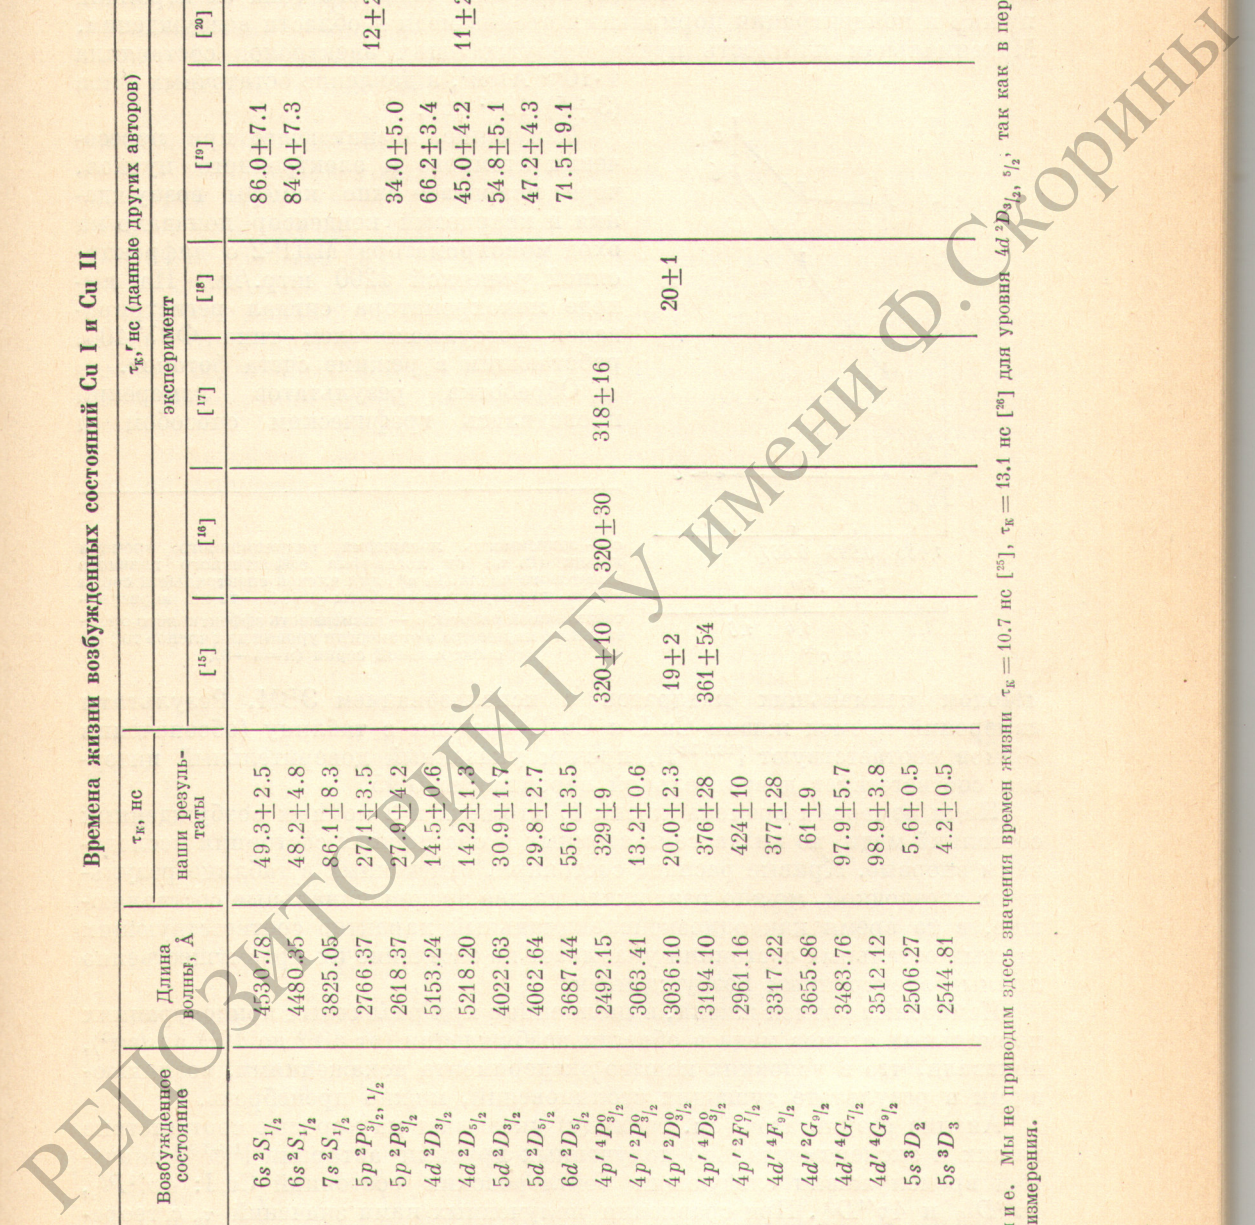 Времена жизни возбужденных состояний Cu I и Cu II
Возбужденное состояние | Длина волны, Å | τк, нс | τк, нс (данные других авторов)
наши результаты | эксперимент
[15] | [16] | [17] | [18] | [19] | [20]
6s ²S₁/₂ 4530.78 49.3±2.5 86.0±7.1
6s ²S₁/₂ 4480.35 48.2±4.8 84.0±7.3
7s ²S₁/₂ 3825.05 86.1±8.3
5p ²P⁰₃/₂, ₁/₂ 2766.37 27.1±3.5 12±
5p ²P⁰₃/₂ 2618.37 27.9±4.2 34.0±5.0
4d ²D₃/₂ 5153.24 14.5±0.6 66.2±3.4
4d ²D₅/₂ 5218.20 14.2±1.3 45.0±4.2 11±
5d ²D₃/₂ 4022.63 30.9±1.7 54.8±5.1
5d ²D₅/₂ 4062.64 29.8±2.7 47.2±4.3
6d ²D₅/₂ 3687.44 55.6±3.5 71.5±9.1
4p′ ⁴P⁰₃/₂ 2492.15 329±9 320±10 320±30 318±16
4p′ ²P⁰₃/₂ 3063.41 13.2±0.6
4p′ ²D⁰₃/₂ 3036.10 20.0±2.3 19±2 20±1
4p′ ⁴D⁰₃/₂ 3194.10 376±28 361±54
4p′ ²F⁰₇/₂ 2961.16 424±10
4d′ ⁴F₉/₂ 3317.22 377±28
4d′ ²G₉/₂ 3655.86 61±9
4d′ ⁴G₇/₂ 3483.76 97.9±5.7
4d′ ⁴G₉/₂ 3512.12 98.9±3.8
5s ³D₂ 2506.27 5.6±0.5
5s ³D₃ 2544.81 4.2±0.5
ие. Мы не приводим здесь значения времен жизни τк = 10.7 нс [25], τк = 13.1 нс [26] для уровня 4d ²D₃/₂, ₅/₂, так как в пер
измерения.
РЕПОЗИТОРИЙ ГГУ имени Ф.Скорины